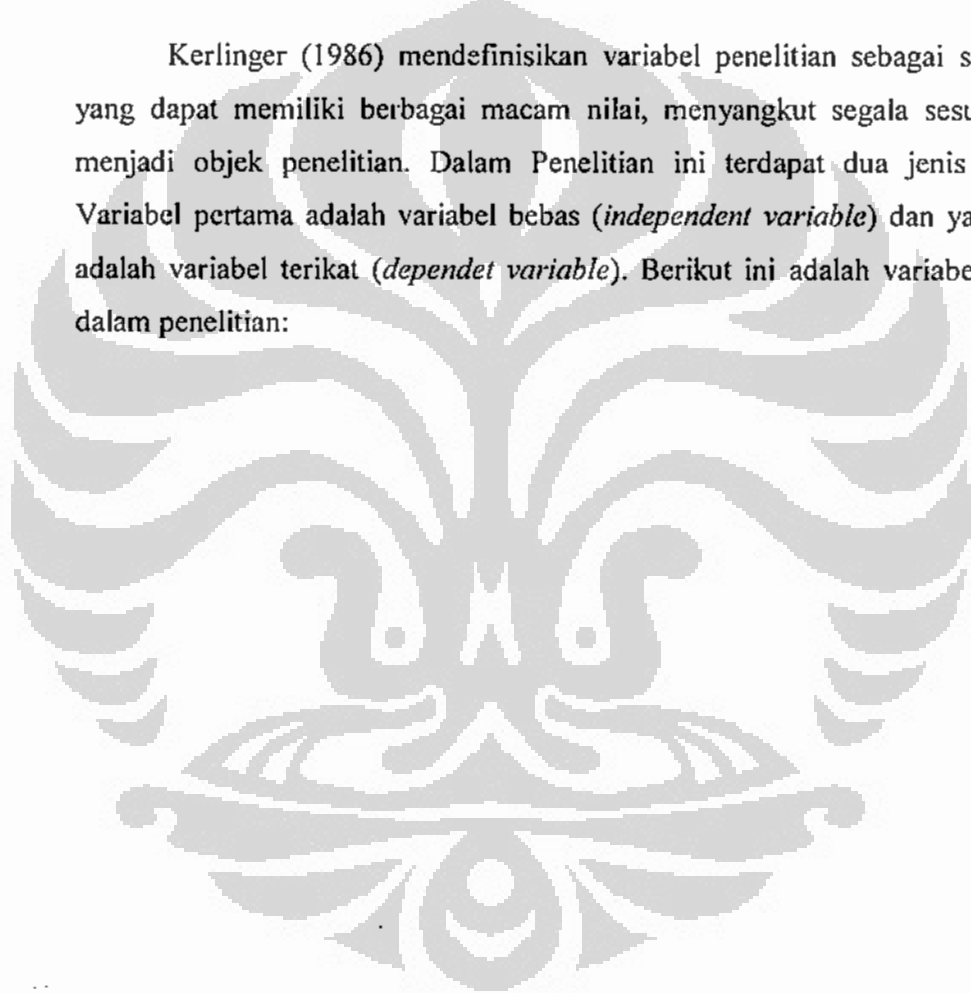 Kerlinger (1986) mendefinisikan variabel penelitian sebagai s
yang dapat memiliki berbagai macam nilai, menyangkut segala sesu
menjadi objek penelitian. Dalam Penelitian ini terdapat dua jenis
Variabel pertama adalah variabel bebas (independent variable) dan ya
adalah variabel terikat (dependet variable). Berikut ini adalah variabe
dalam penelitian: